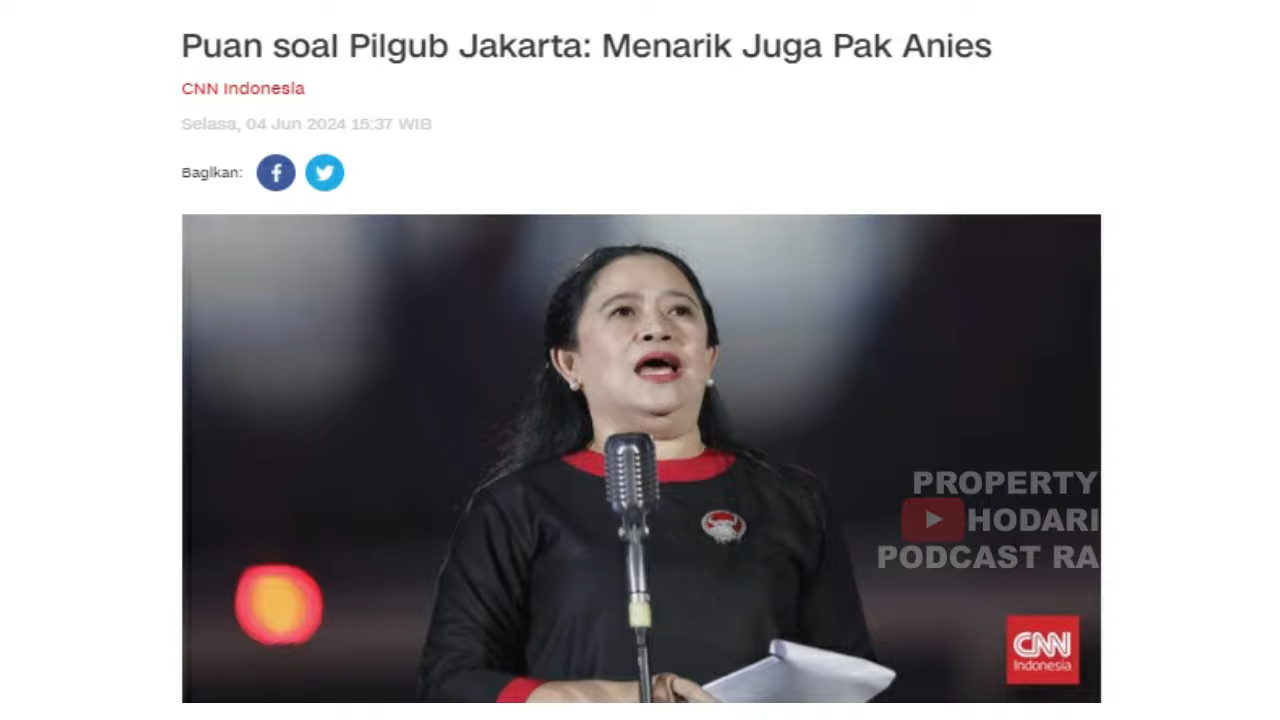 Puan soal Pilgub Jakarta: Menarik Juga Pak Anies
CNN Indonesia
Selasa, 04 Jun 2024 15:37 WIB
Bagikan:
PROPERTY
HODARI
PODCAST RA
CNN
Indonesia